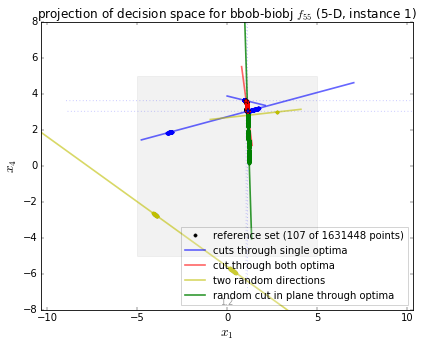 projection of decision space for bbob-biobj f55 (5-D, instance 1)
8
6
4
2
0
−2
−4
−6
−8
x4
reference set (107 of 1631448 points)
cuts through single optima
cut through both optima
two random directions
random cut in plane through optima
1,2
−10
−5
0
5
10
x1